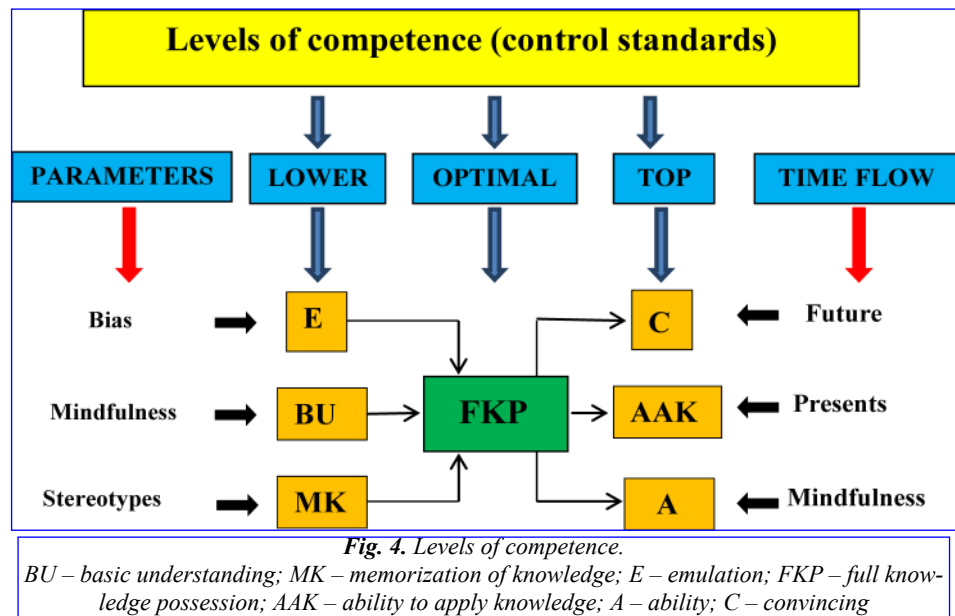 Levels of competence (control standards)
PARAMETERS LOWER OPTIMAL TOP TIME FLOW
Bias E C Future
Mindfulness BU FKP AAK Presents
Stereotypes MK A Mindfulness
Fig. 4. Levels of competence.
BU – basic understanding; MK – memorization of knowledge; E – emulation; FKP – full know-
ledge possession; AAK – ability to apply knowledge; A – ability; C – convincing